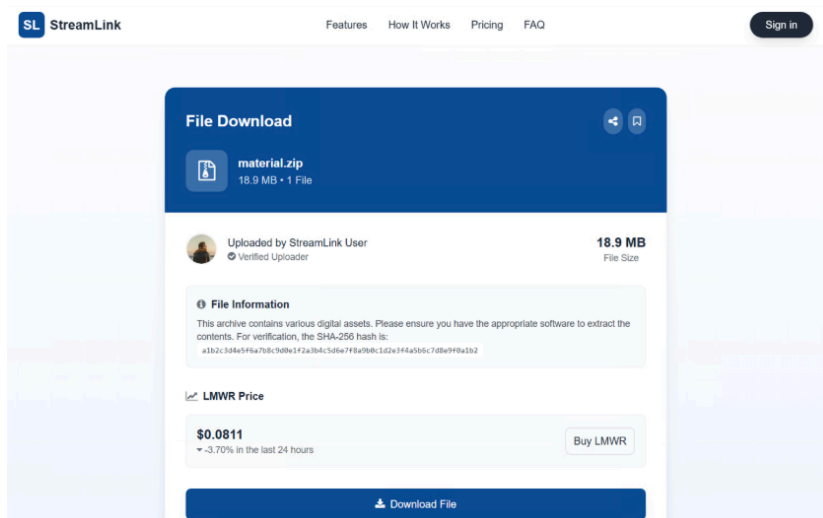 SL StreamLink Features How It Works Pricing FAQ Sign in
File Download
material.zip
18.9 MB • 1 File
Uploaded by StreamLink User
Verified Uploader
18.9 MB
File Size
File Information
This archive contains various digital assets. Please ensure you have the appropriate software to extract the
contents. For verification, the SHA-256 hash is:
a1b2c3d4e5f6a7b8c9d0e1f2a3b4c5d6e7f8a9b0c1d2e3f4a5b6c7d8e9f0a1b2
LMWR Price
$0.0811
-3.70% in the last 24 hours
Buy LMWR
Download File